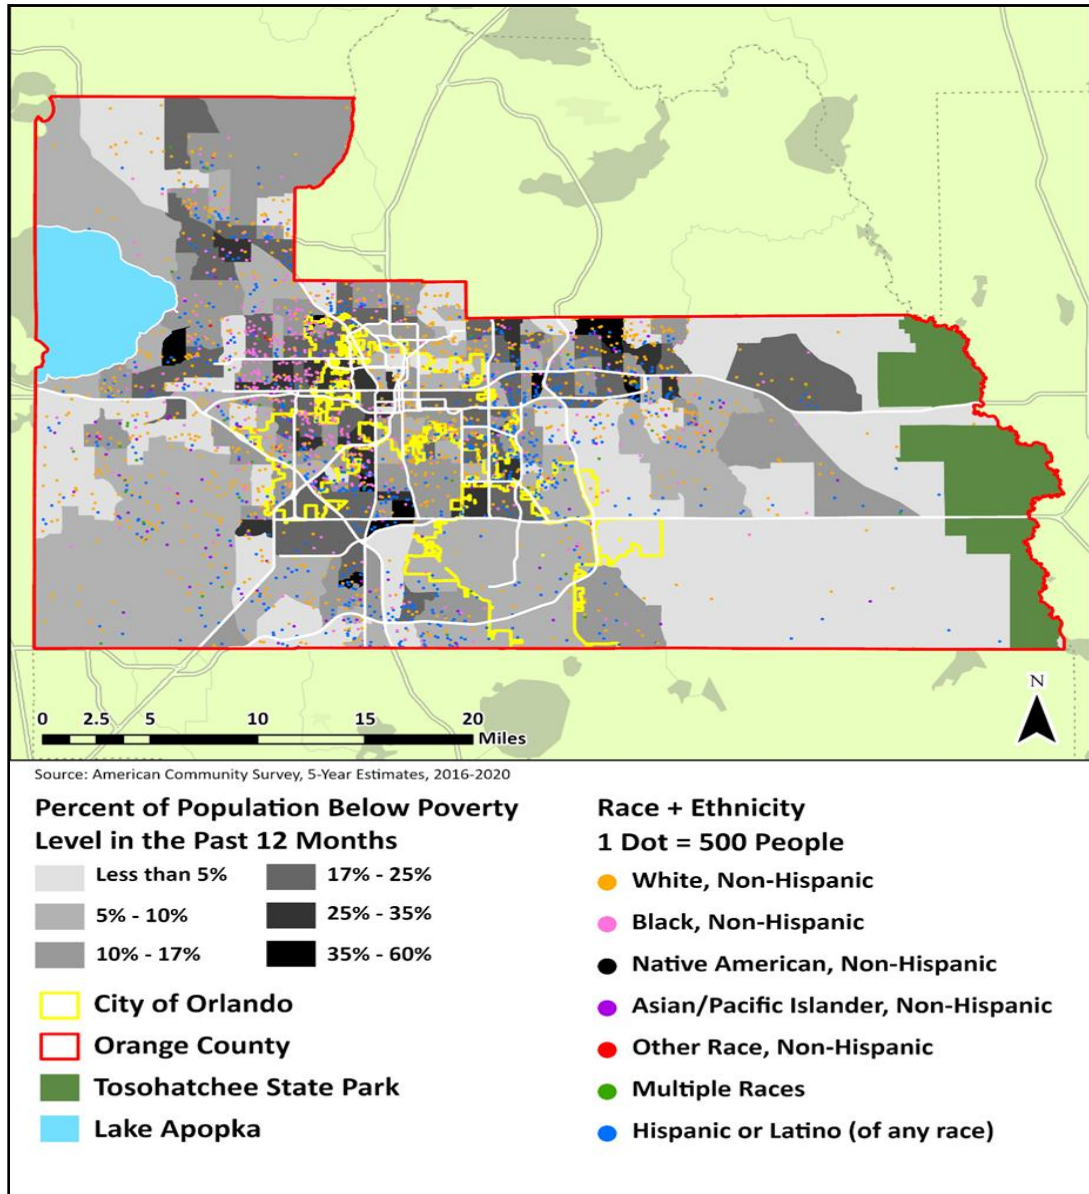 N
0 2.5 5 10 15 20
Miles
Source: American Community Survey, 5-Year Estimates, 2016-2020
Percent of Population Below Poverty
Level in the Past 12 Months
Less than 5%
5% - 10%
10% - 17%
17% - 25%
25% - 35%
35% - 60%
City of Orlando
Orange County
Tosohatchee State Park
Lake Apopka
Race + Ethnicity
1 Dot = 500 People
White, Non-Hispanic
Black, Non-Hispanic
Native American, Non-Hispanic
Asian/Pacific Islander, Non-Hispanic
Other Race, Non-Hispanic
Multiple Races
Hispanic or Latino (of any race)